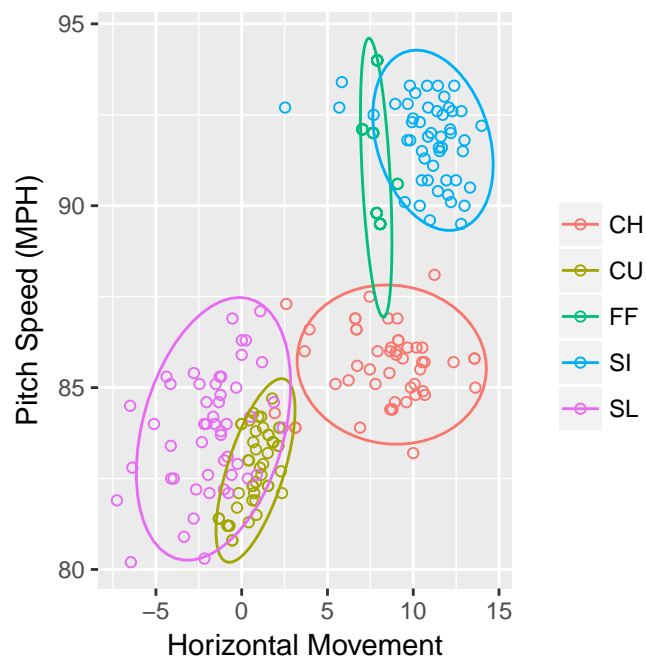 95
90
85
80
Pitch Speed (MPH)
−5
0
5
10
15
Horizontal Movement
CH
CU
FF
SI
SL